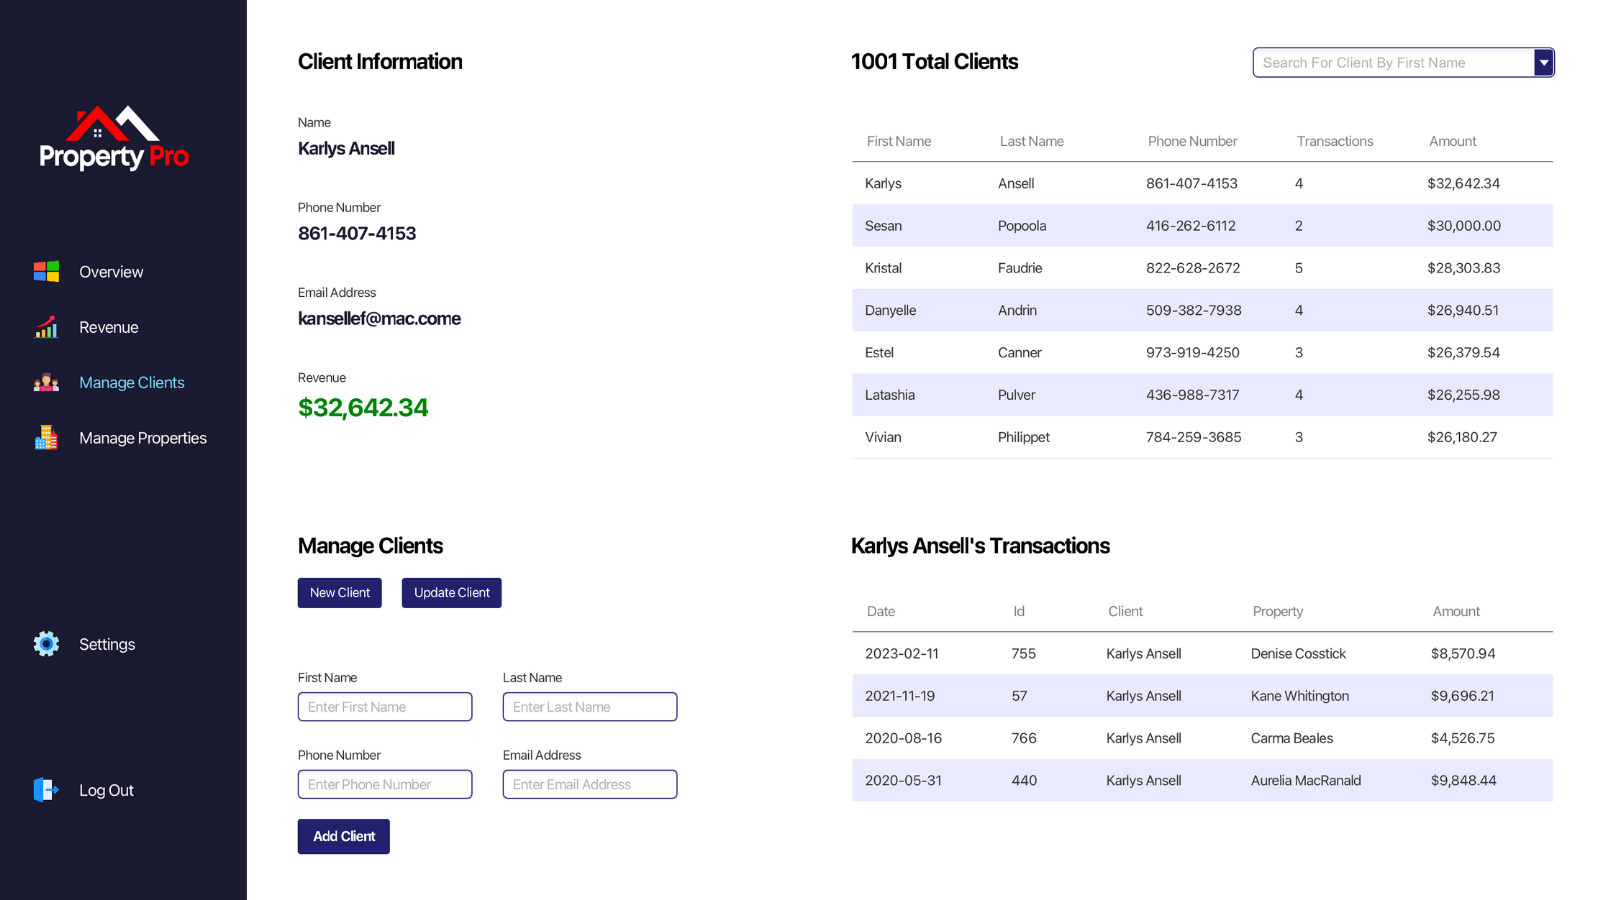 Property Pro
Overview
Revenue
Manage Clients
Manage Properties
Settings
Log Out
Client Information
Name
Karlys Ansell
Phone Number
861-407-4153
Email Address
kansellef@mac.come
Revenue
$32,642.34
1001 Total Clients
Search For Client By First Name
First Name Last Name Phone Number Transactions Amount
Karlys Ansell 861-407-4153 4 $32,642.34
Sesan Popoola 416-262-6112 2 $30,000.00
Kristal Faudrie 822-628-2672 5 $28,303.83
Danyelle Andrin 509-382-7938 4 $26,940.51
Estel Canner 973-919-4250 3 $26,379.54
Latashia Pulver 436-988-7317 4 $26,255.98
Vivian Philippet 784-259-3685 3 $26,180.27
Manage Clients
New Client Update Client
First Name Last Name
Enter First Name Enter Last Name
Phone Number Email Address
Enter Phone Number Enter Email Address
Add Client
Karlys Ansell's Transactions
Date Id Client Property Amount
2023-02-11 755 Karlys Ansell Denise Cosstick $8,570.94
2021-11-19 57 Karlys Ansell Kane Whitington $9,696.21
2020-08-16 766 Karlys Ansell Carma Beales $4,526.75
2020-05-31 440 Karlys Ansell Aurelia MacRanald $9,848.44